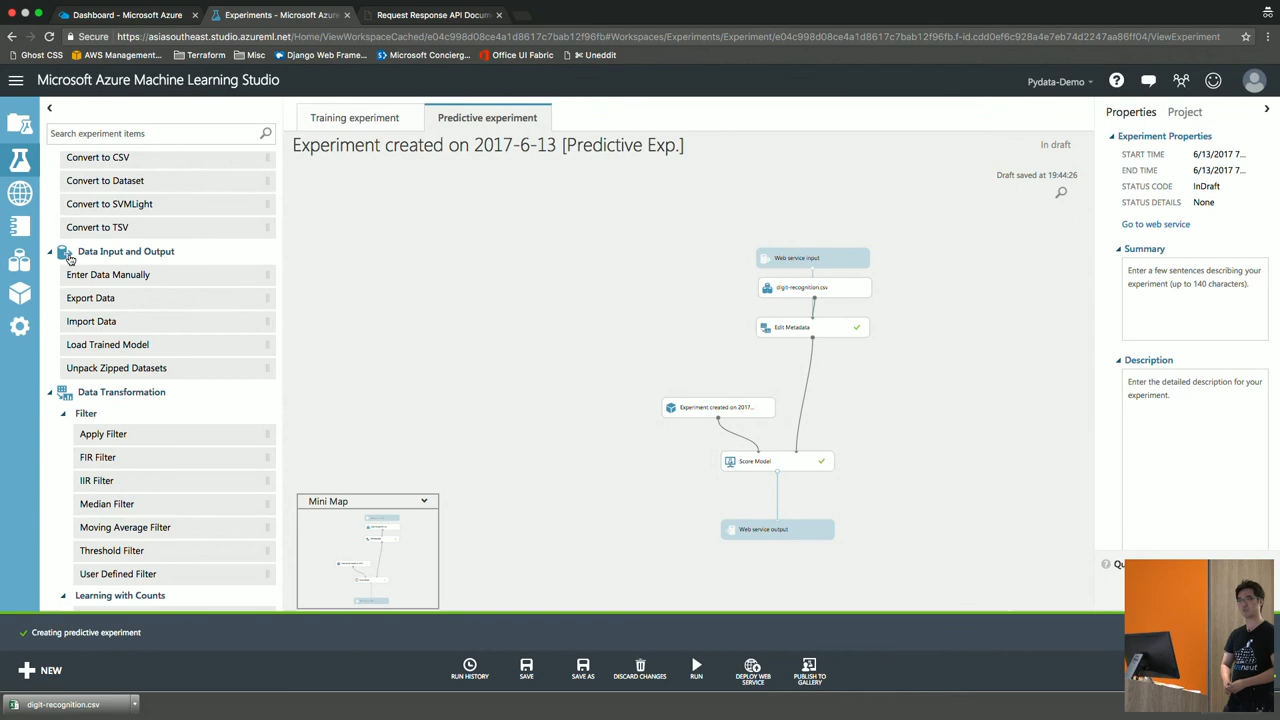 Dashboard - Microsoft Azure
Experiments - Microsoft Azur
Request Response API Docum
Secure
https://asiasoutheast.studio.azureml.net/Home/ViewWorkspaceCached/e04c998d08ce4a1d8617c7bab12f96fb#Workspaces/Experiments/Experiment/e04c998d08ce4a1d8617c7bab12f96fb.f-id.cdd0ef6c928a4e7eb74d2247aa86ff04/ViewExperiment
Ghost CSS
AWS Management...
Terraform
Misc
Django Web Frame...
Microsoft Concierg...
Office UI Fabric
Uneddit
Microsoft Azure Machine Learning Studio
Pydata-Demo
Search experiment items
Convert to CSV
Convert to Dataset
Convert to SVMLight
Convert to TSV
Data Input and Output
Enter Data Manually
Export Data
Import Data
Load Trained Model
Unpack Zipped Datasets
Data Transformation
Filter
Apply Filter
FIR Filter
IIR Filter
Median Filter
Moving Average Filter
Threshold Filter
User Defined Filter
Learning with Counts
Training experiment
Predictive experiment
Experiment created on 2017-6-13 [Predictive Exp.]
In draft
Draft saved at 19:44:26
Web service input
digit-recognition.csv
Edit Metadata
Experiment created on 2017...
Score Model
Web service output
Mini Map
Properties
Project
Experiment Properties
START TIME 6/13/2017 7...
END TIME 6/13/2017 7...
STATUS CODE InDraft
STATUS DETAILS None
Go to web service
Summary
Enter a few sentences describing your
experiment (up to 140 characters).
Description
Enter the detailed description for your
experiment.
Creating predictive experiment
NEW
RUN HISTORY
SAVE
SAVE AS
DISCARD CHANGES
RUN
DEPLOY WEB
SERVICE
PUBLISH TO
GALLERY
digit-recognition.csv